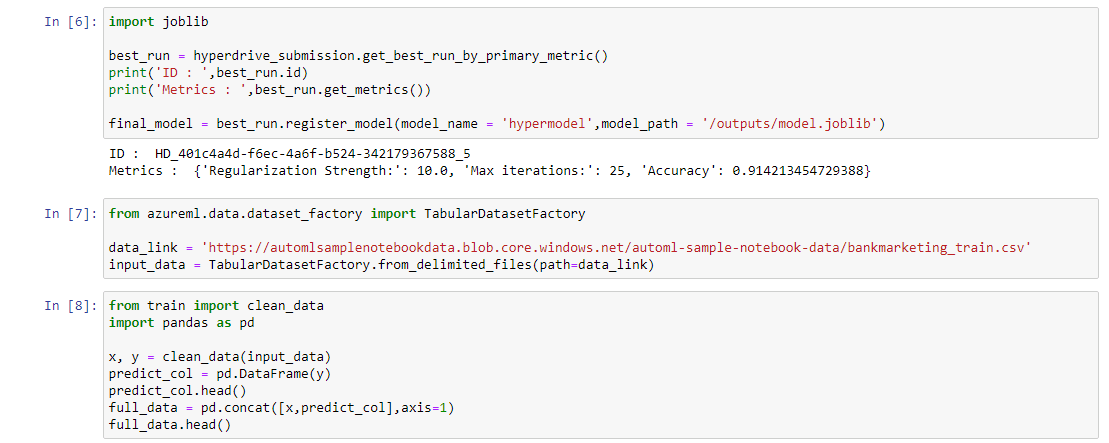 In [6]: import joblib
best_run = hyperdrive_submission.get_best_run_by_primary_metric()
print('ID : ',best_run.id)
print('Metrics : ',best_run.get_metrics())
final_model = best_run.register_model(model_name = 'hypermodel',model_path = '/outputs/model.joblib')
ID :  HD_401c4a4d-f6ec-4a6f-b524-342179367588_5
Metrics :  {'Regularization Strength:': 10.0, 'Max iterations:': 25, 'Accuracy': 0.914213454729388}
In [7]: from azureml.data.dataset_factory import TabularDatasetFactory
data_link = 'https://automlsamplenotebookdata.blob.core.windows.net/automl-sample-notebook-data/bankmarketing_train.csv'
input_data = TabularDatasetFactory.from_delimited_files(path=data_link)
In [8]: from train import clean_data
import pandas as pd
x, y = clean_data(input_data)
predict_col = pd.DataFrame(y)
predict_col.head()
full_data = pd.concat([x,predict_col],axis=1)
full_data.head()